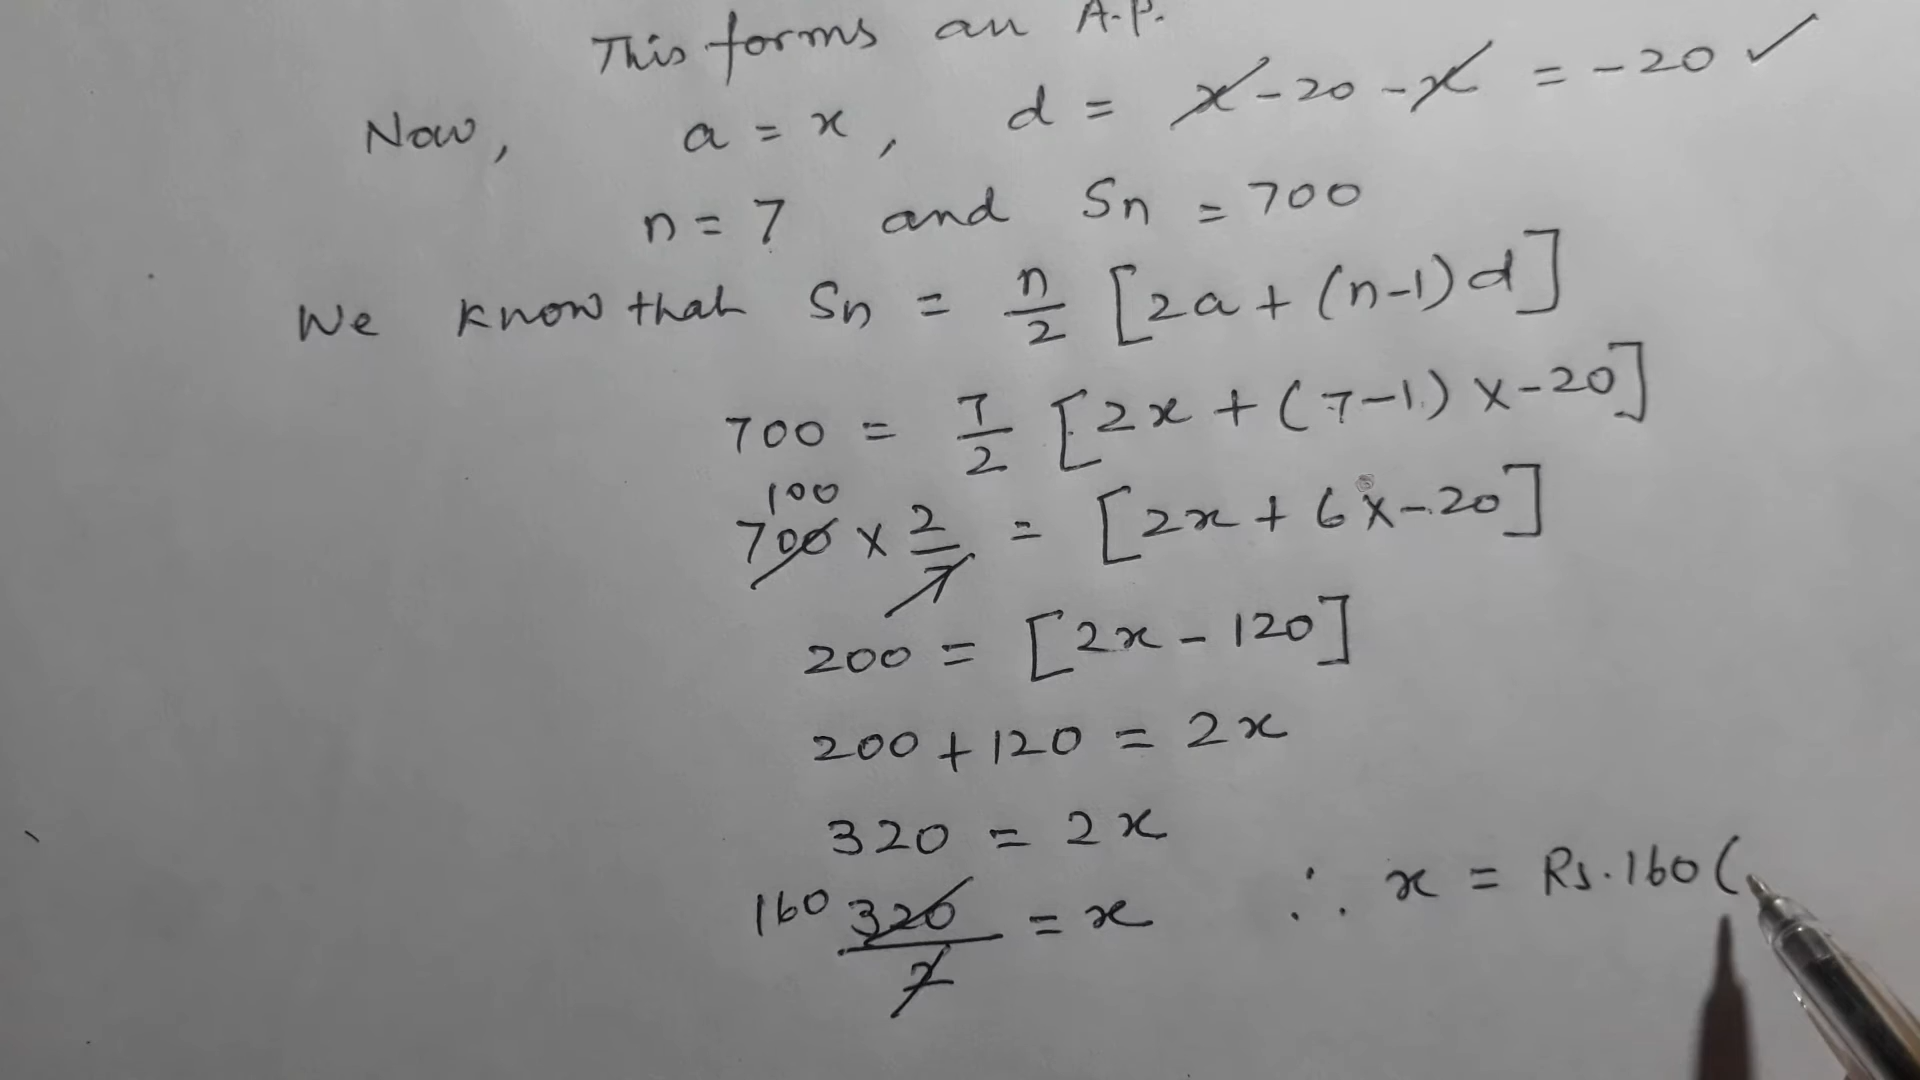 This forms an A.P.
Now, a = x, d = x - 20 - x = -20 ✓
n = 7 and Sn = 700
We know that Sn = n/2 [2a + (n-1)d]
700 = 7/2 [2x + (7-1) x -20]
100
700 x 2/7 = [2x + 6 x -20]
200 = [2x - 120]
200 + 120 = 2x
320 = 2x
160 320/2 = x ∴ x = Rs. 160 (